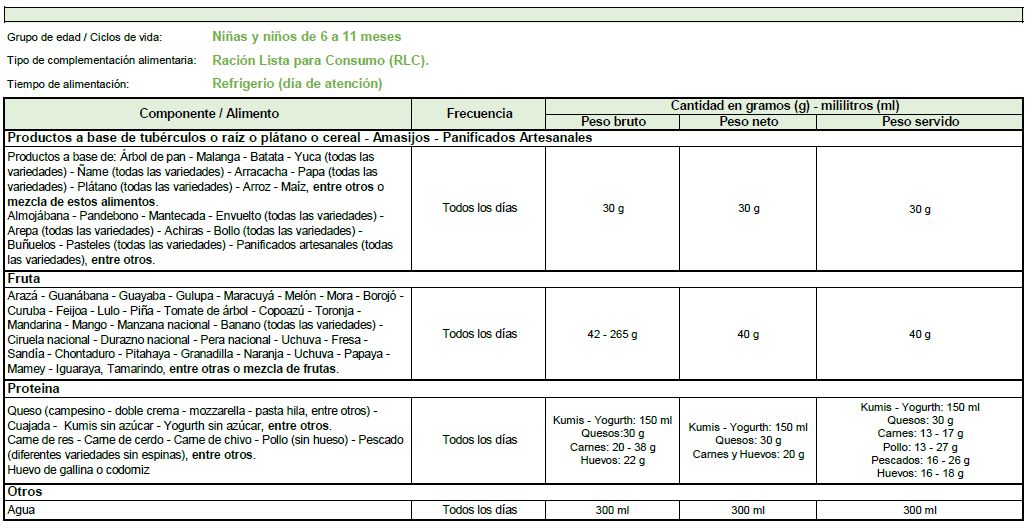 Grupo de edad / Ciclos de vida: Niñas y niños de 6 a 11 meses
Tipo de complementación alimentaria: Ración Lista para Consumo (RLC).
Tiempo de alimentación: Refrigerio (día de atención)
Componente / Alimento Frecuencia Cantidad en gramos (g) - mililitros (ml)
Peso bruto Peso neto Peso servido
Productos a base de tubérculos o raíz o plátano o cereal - Amasijos - Panificados Artesanales
Productos a base de: Árbol de pan - Malanga - Batata - Yuca (todas las
variedades) - Ñame (todas las variedades) - Arracacha - Papa (todas las
variedades) - Plátano (todas las variedades) - Arroz - Maíz, entre otros o
mezcla de estos alimentos.
Almojábana - Pandebono - Mantecada - Envuelto (todas las variedades) -
Arepa (todas las variedades) - Achiras - Bollo (todas las variedades) -
Buñuelos - Pasteles (todas las variedades) - Panificados artesanales (todas
las variedades), entre otros.
Todos los días 30 g 30 g 30 g
Fruta
Arazá - Guanábana - Guayaba - Gulupa - Maracuyá - Melón - Mora - Borojó -
Curuba - Feijoa - Lulo - Piña - Tomate de árbol - Copoazú - Toronja -
Mandarina - Mango - Manzana nacional - Banano (todas las variedades) -
Ciruela nacional - Durazno nacional - Pera nacional - Uchuva - Fresa -
Sandía - Chontaduro - Pitahaya - Granadilla - Naranja - Uchuva - Papaya -
Mamey - Iguaraya, Tamarindo, entre otras o mezcla de frutas.
Todos los días 42 - 265 g 40 g 40 g
Proteina
Queso (campesino - doble crema - mozzarella - pasta hila, entre otros) -
Cuajada - Kumis sin azúcar - Yogurth sin azúcar, entre otros.
Carne de res - Carne de cerdo - Carne de chivo - Pollo (sin hueso) - Pescado
(diferentes variedades sin espinas), entre otros.
Huevo de gallina o codorniz
Todos los días
Kumis - Yogurth: 150 ml
Quesos:30 g
Carnes: 20 - 38 g
Huevos: 22 g
Kumis - Yogurth: 150 ml
Quesos: 30 g
Carnes y Huevos: 20 g
Kumis - Yogurth: 150 ml
Quesos: 30 g
Carnes: 13 - 17 g
Pollo: 13 - 27 g
Pescados: 16 - 26 g
Huevos: 16 - 18 g
Otros
Agua Todos los días 300 ml 300 ml 300 ml